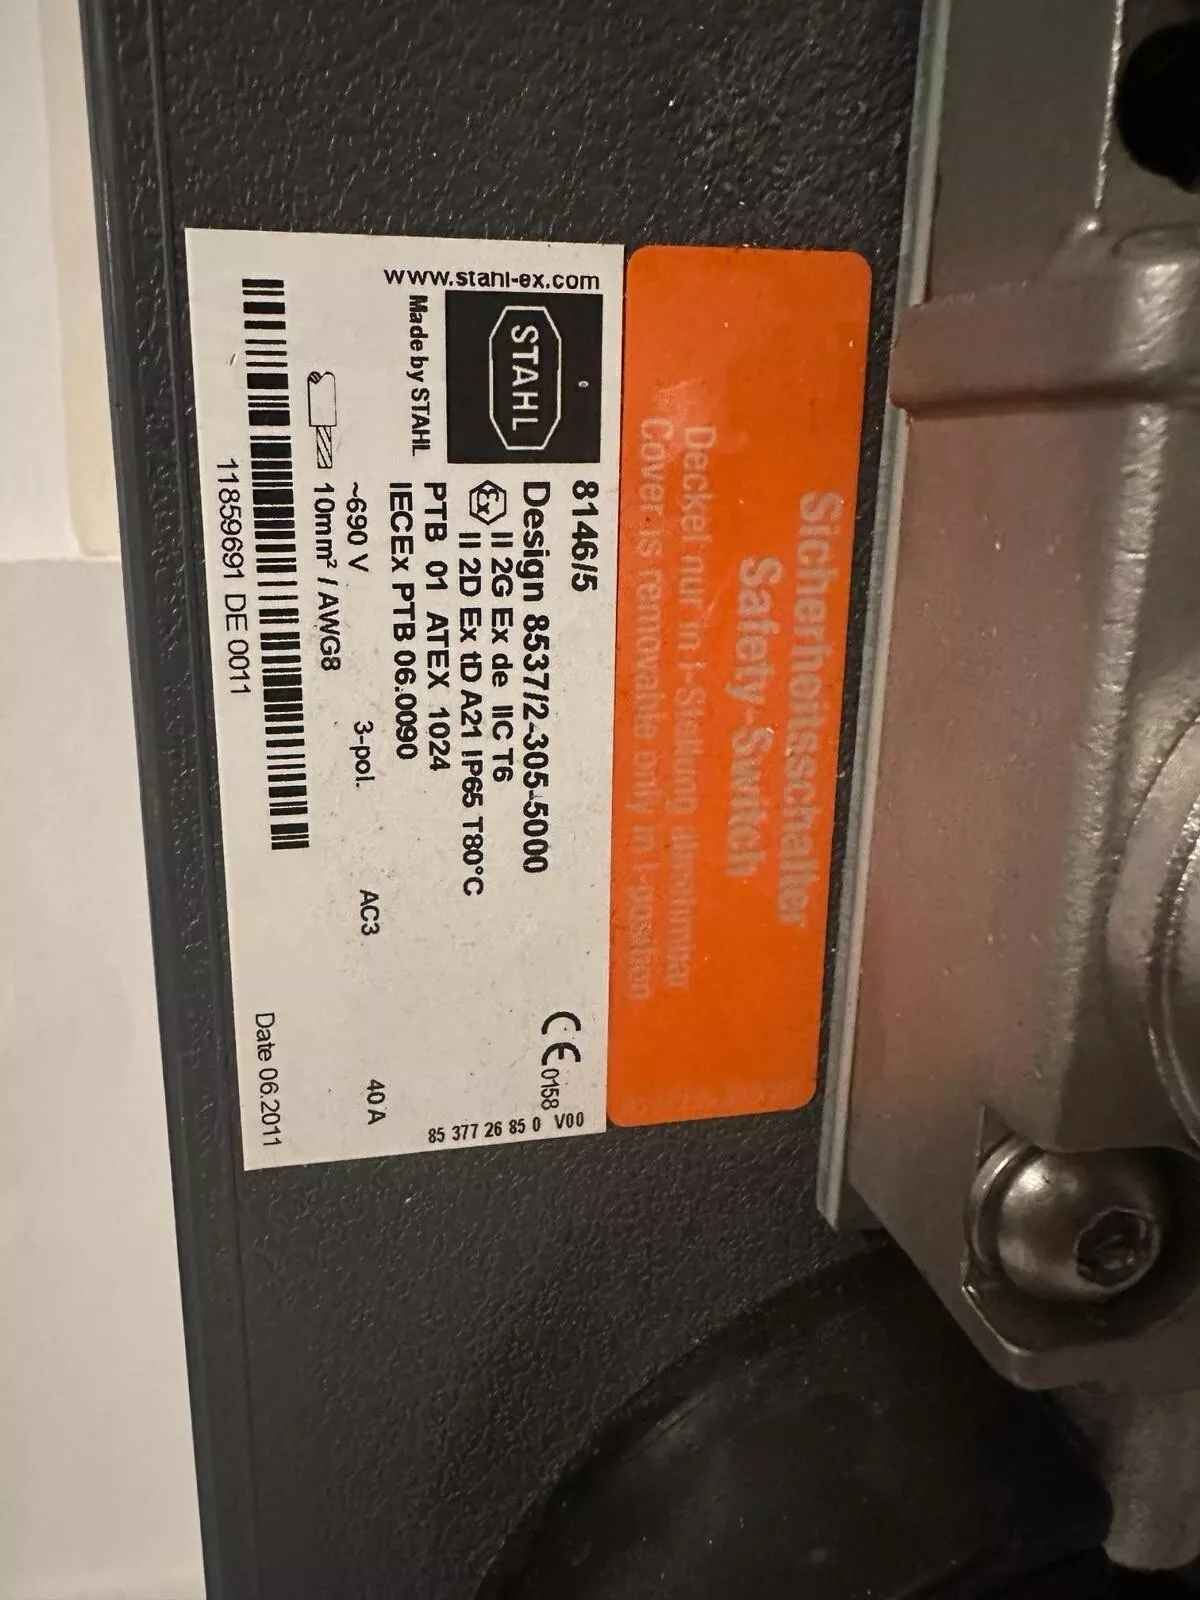 Sicherheitsschalter
Safety-Switch
Deckel nur in I-Stellung abnehmbar
Cover is removable only in I-position
www.stahl-ex.com
STAHL
Made by STAHL
8146/5
Design 8537/2-305-5000
Ex II 2G Ex de IIC T6
II 2D Ex tD A21 IP65 T80°C
PTB 01 ATEX 1024
IECEx PTB 06.0090
CE 0158
85 377 26 85 0 V00
~690 V 3-pol. AC3 40 A
10mm² / AWG8
11859691 DE 0011
Date 06.2011